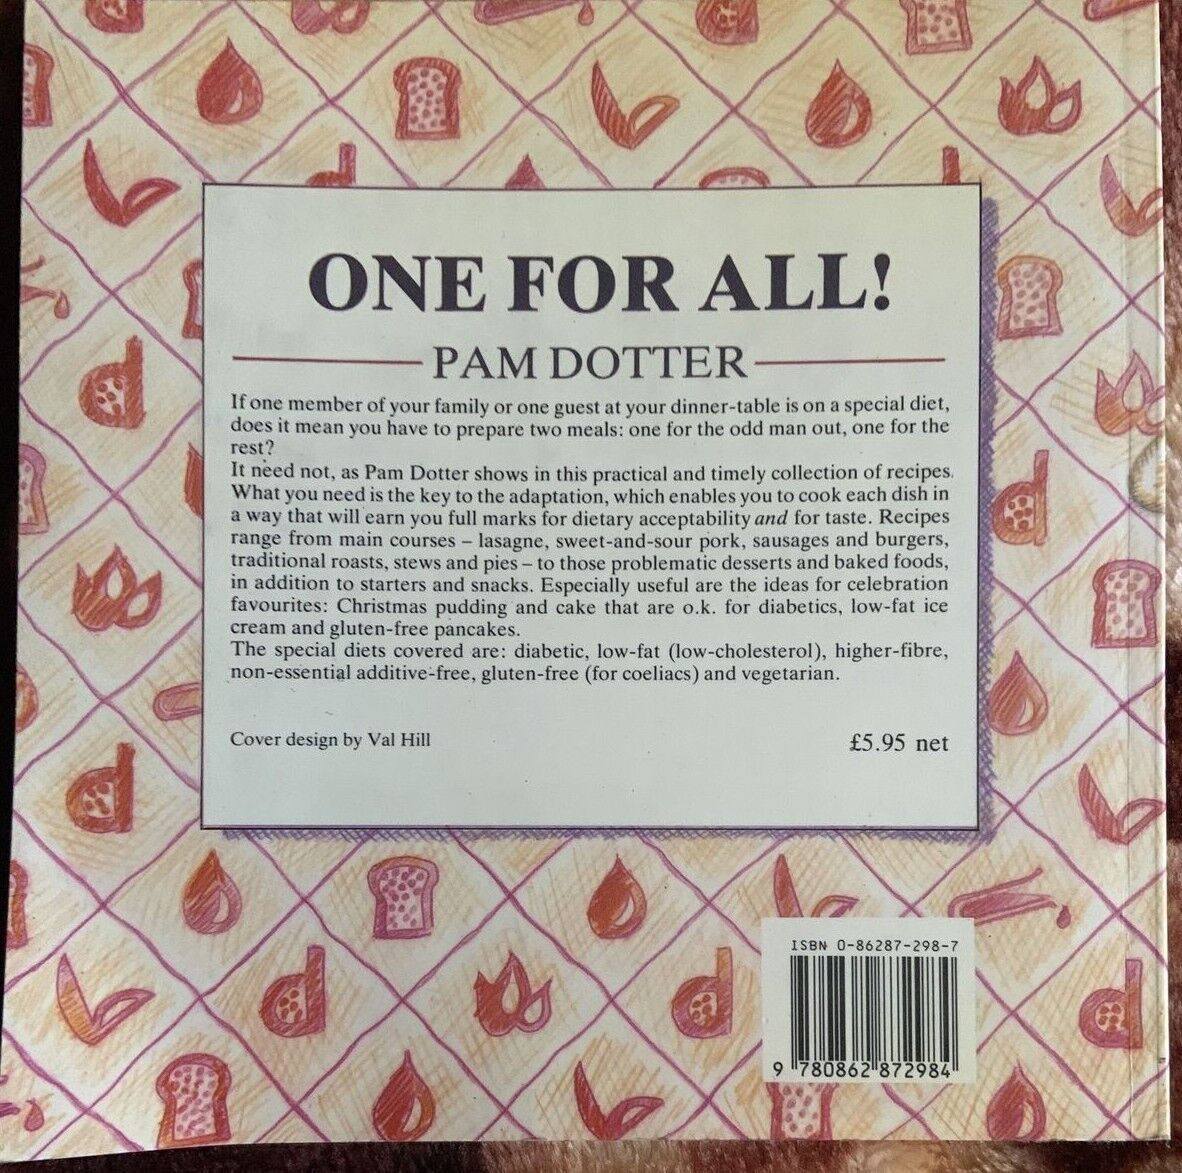 ONE FOR ALL!
PAM DOTTER
If one member of your family or one guest at your dinner-table is on a special diet,
does it mean you have to prepare two meals: one for the odd man out, one for the
rest?
It need not, as Pam Dotter shows in this practical and timely collection of recipes.
What you need is the key to the adaptation, which enables you to cook each dish in
a way that will earn you full marks for dietary acceptability and for taste. Recipes
range from main courses – lasagne, sweet-and-sour pork, sausages and burgers,
traditional roasts, stews and pies – to those problematic desserts and baked foods,
in addition to starters and snacks. Especially useful are the ideas for celebration
favourites: Christmas pudding and cake that are o.k. for diabetics, low-fat ice
cream and gluten-free pancakes.
The special diets covered are: diabetic, low-fat (low-cholesterol), higher-fibre,
non-essential additive-free, gluten-free (for coeliacs) and vegetarian.
Cover design by Val Hill
£5.95 net
ISBN 0-86287-298-7
9 780862 872984